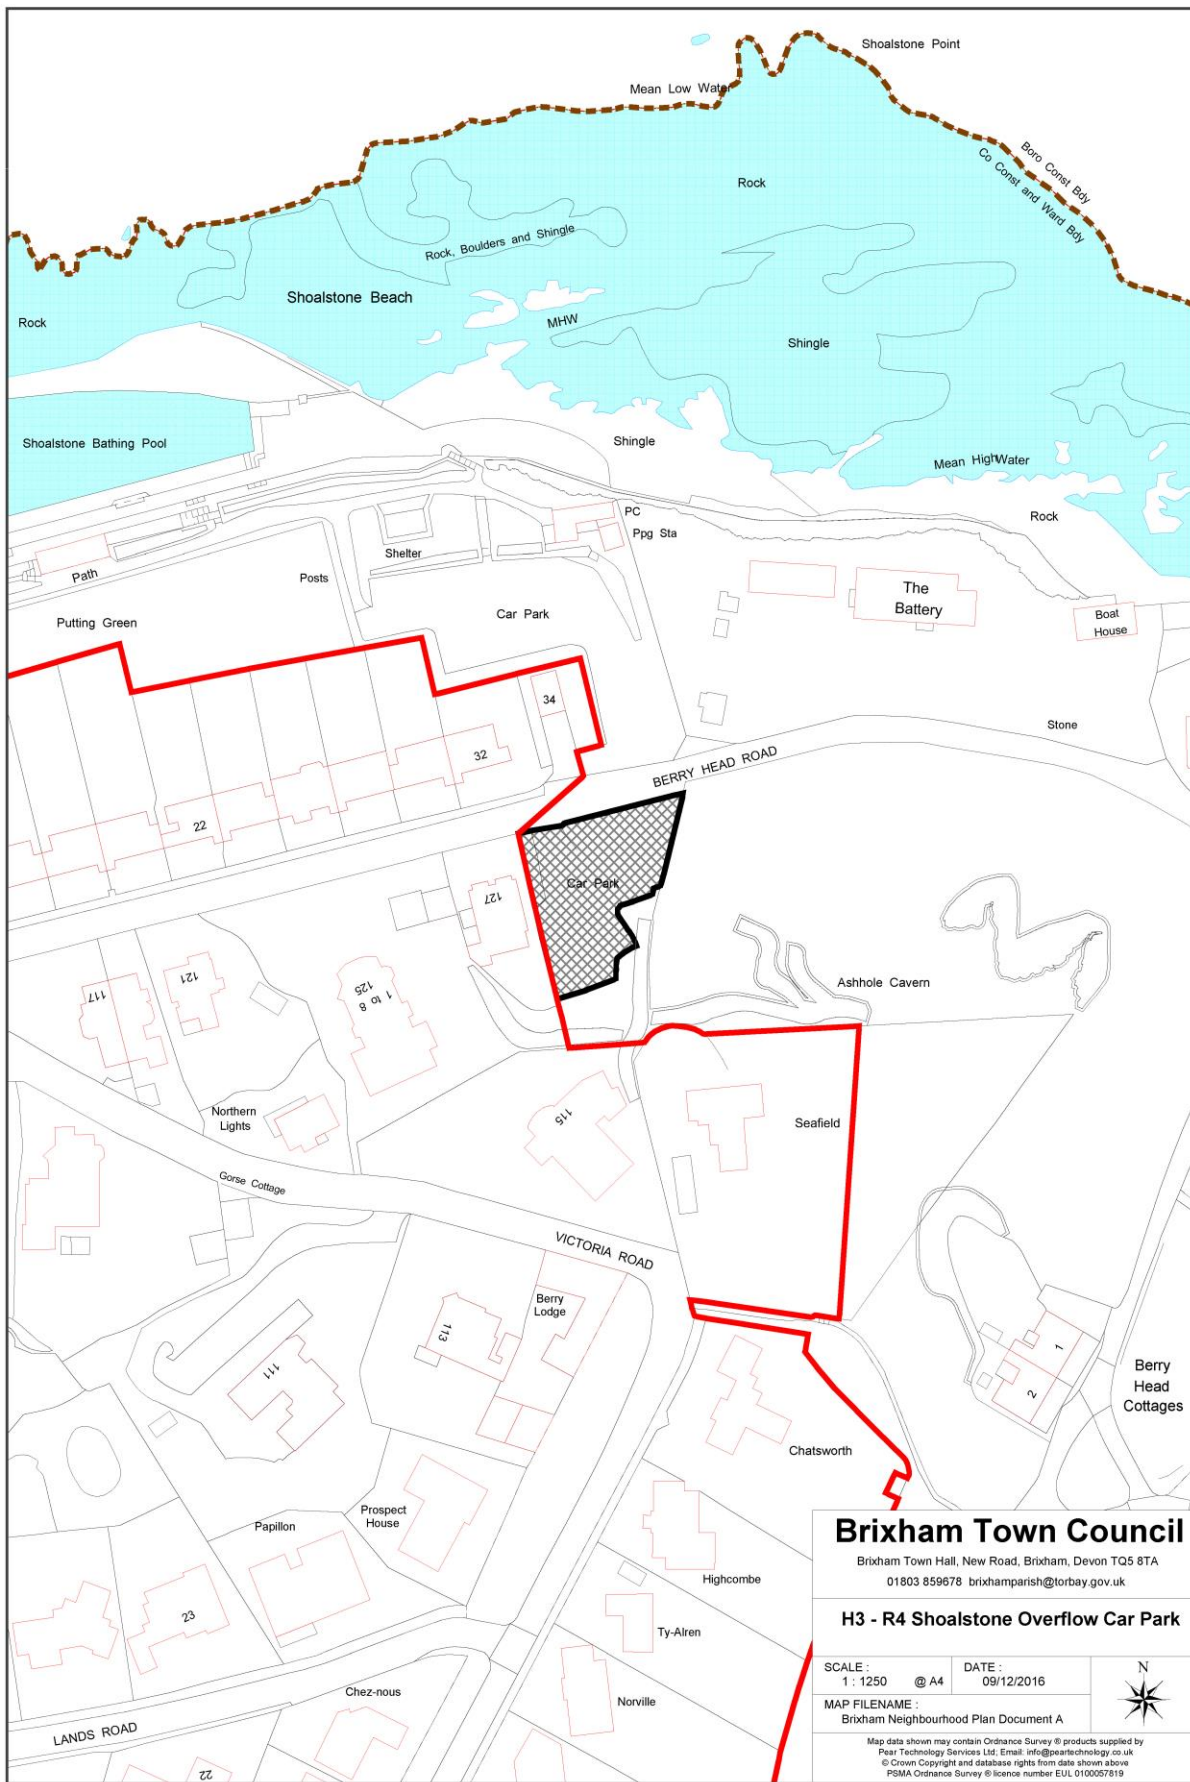 Shoalstone Point
Mean Low Water
Boro Const Bdy
Co Const and Ward Bdy
Rock
Rock, Boulders and Shingle
Shoalstone Beach
MHW
Rock
Shingle
Shoalstone Bathing Pool
Shingle
Mean High Water
Rock
PC
Ppg Sta
Shelter
Path
Posts
The
Battery
Boat
House
Putting Green
Car Park
34
Stone
32
BERRY HEAD ROAD
22
Car Park
127
Ashhole Cavern
121
117
1 to 8
125
Northern
Lights
115
Seafield
Gorse Cottage
VICTORIA ROAD
Berry
Lodge
113
1
2
111
Berry
Head
Cottages
Chatsworth
Prospect
House
Papillon
Highcombe
23
Ty-Alren
Chez-nous
Norville
LANDS ROAD
22
Brixham Town Council
Brixham Town Hall, New Road, Brixham, Devon TQ5 8TA
01803 859678 brixhamparish@torbay.gov.uk
H3 - R4 Shoalstone Overflow Car Park
SCALE :
1 : 1250 @ A4
DATE :
09/12/2016
N
MAP FILENAME :
Brixham Neighbourhood Plan Document A
Map data shown may contain Ordnance Survey ® products supplied by
Pear Technology Services Ltd; Email: info@peartechnology.co.uk
© Crown Copyright and database rights from date shown above
PSMA Ordnance Survey ® licence number EUL 0100057819